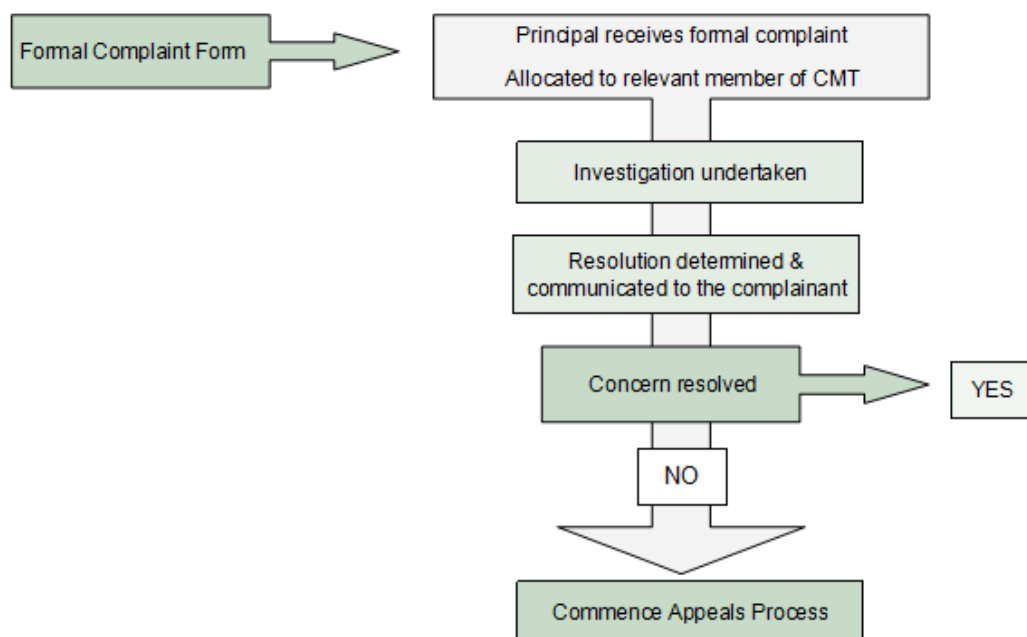 Formal Complaint Form
Principal receives formal complaint
Allocated to relevant member of CMT
Investigation undertaken
Resolution determined &
communicated to the complainant
Concern resolved
YES
NO
Commence Appeals Process